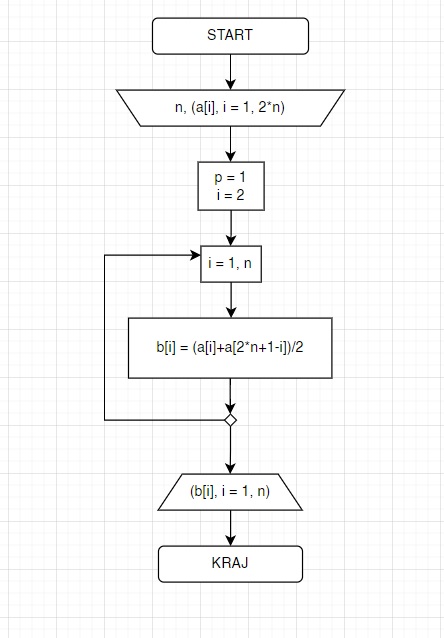 START
n, (a[i], i = 1, 2*n)
p = 1
i = 2
i = 1, n
b[i] = (a[i]+a[2*n+1-i])/2
(b[i], i = 1, n)
KRAJ